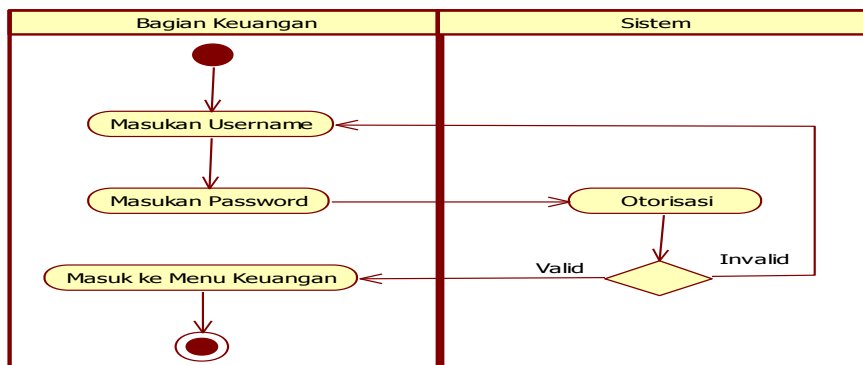 Bagian Keuangan
Sistem
Masukan Username
Masukan Password
Otorisasi
Valid
Invalid
Masuk ke Menu Keuangan